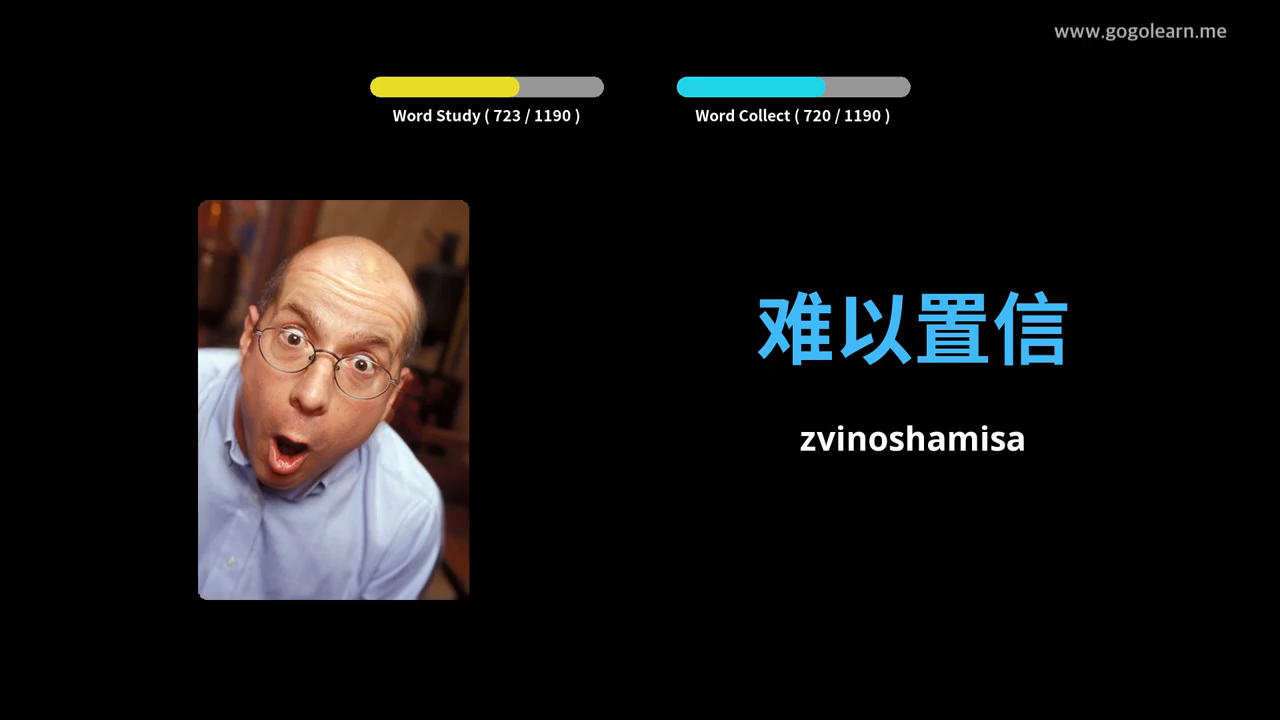 www.gogolearn.me
Word Study ( 723 / 1190 )
Word Collect ( 720 / 1190 )
难以置信
zvinoshamisa